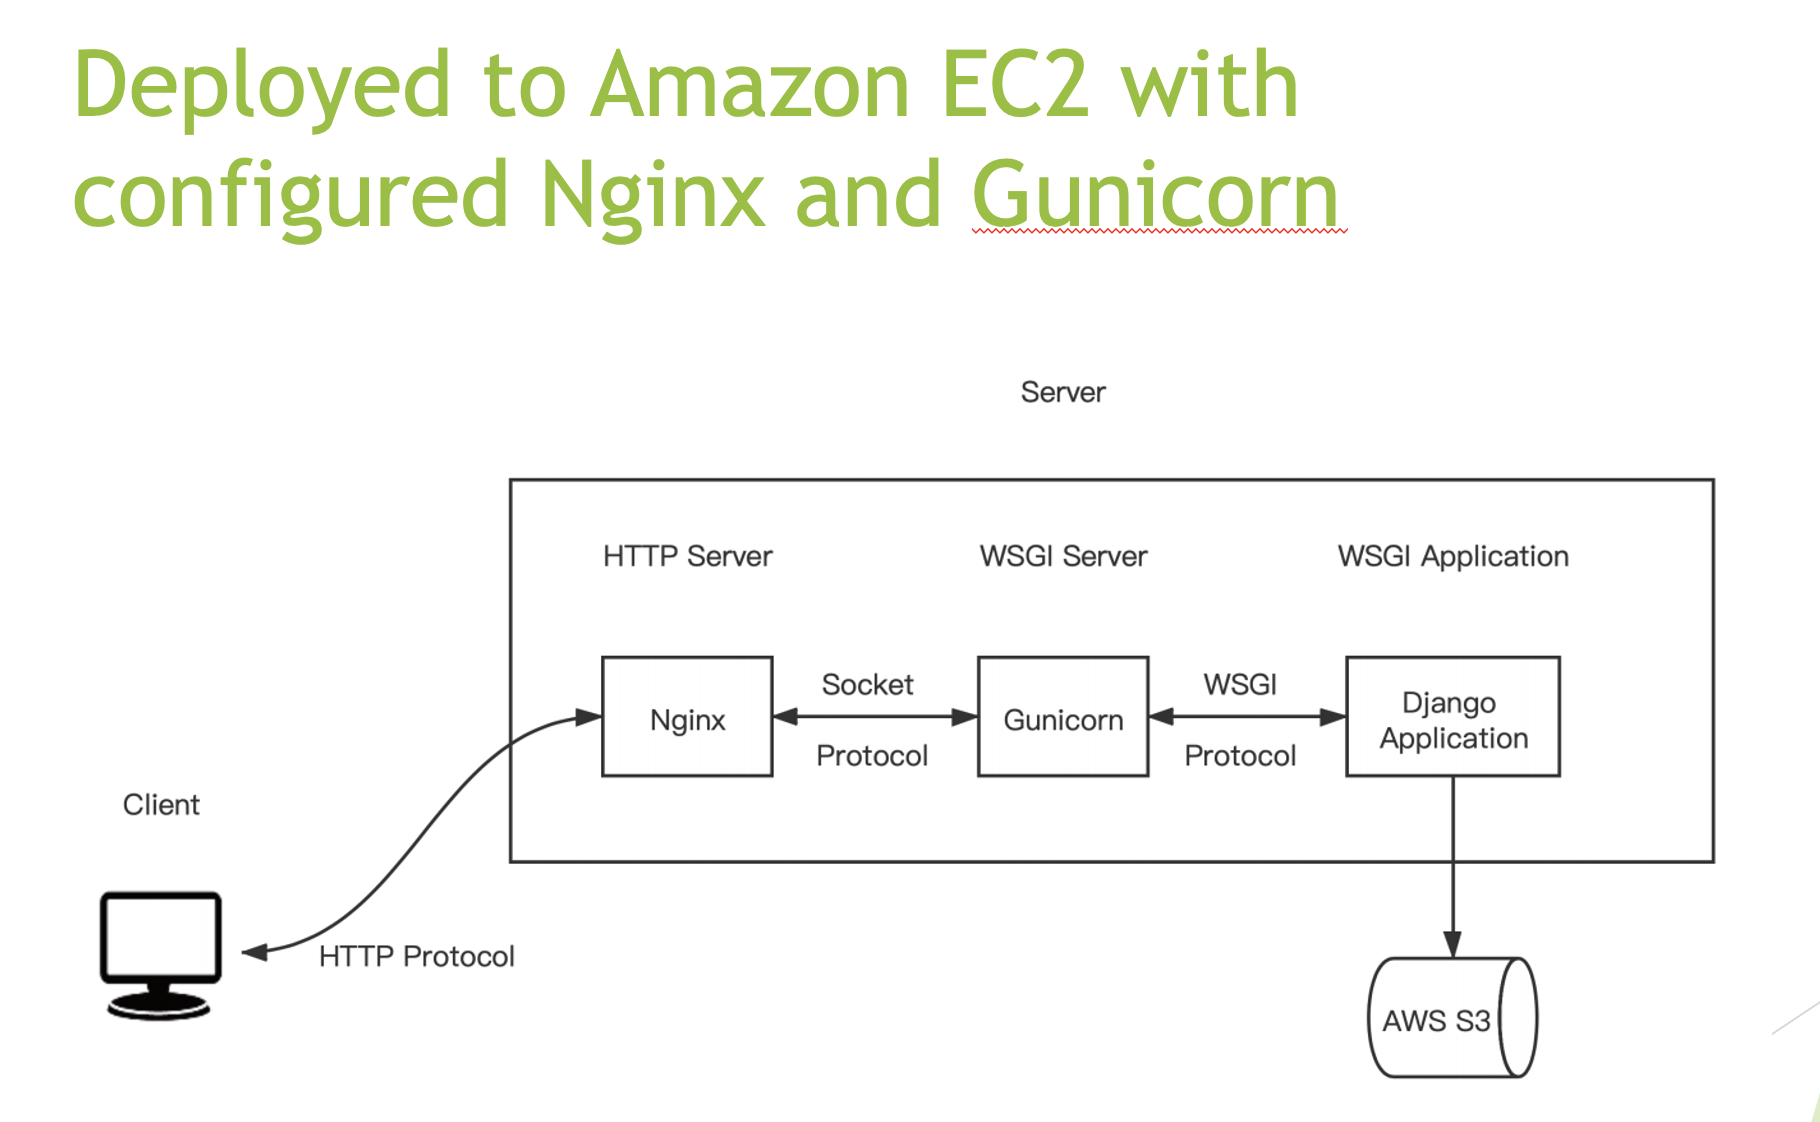 Deployed to Amazon EC2 with
configured Nginx and Gunicorn
Server
HTTP Server
WSGI Server
WSGI Application
Nginx
Socket
Protocol
Gunicorn
WSGI
Protocol
Django
Application
Client
HTTP Protocol
AWS S3